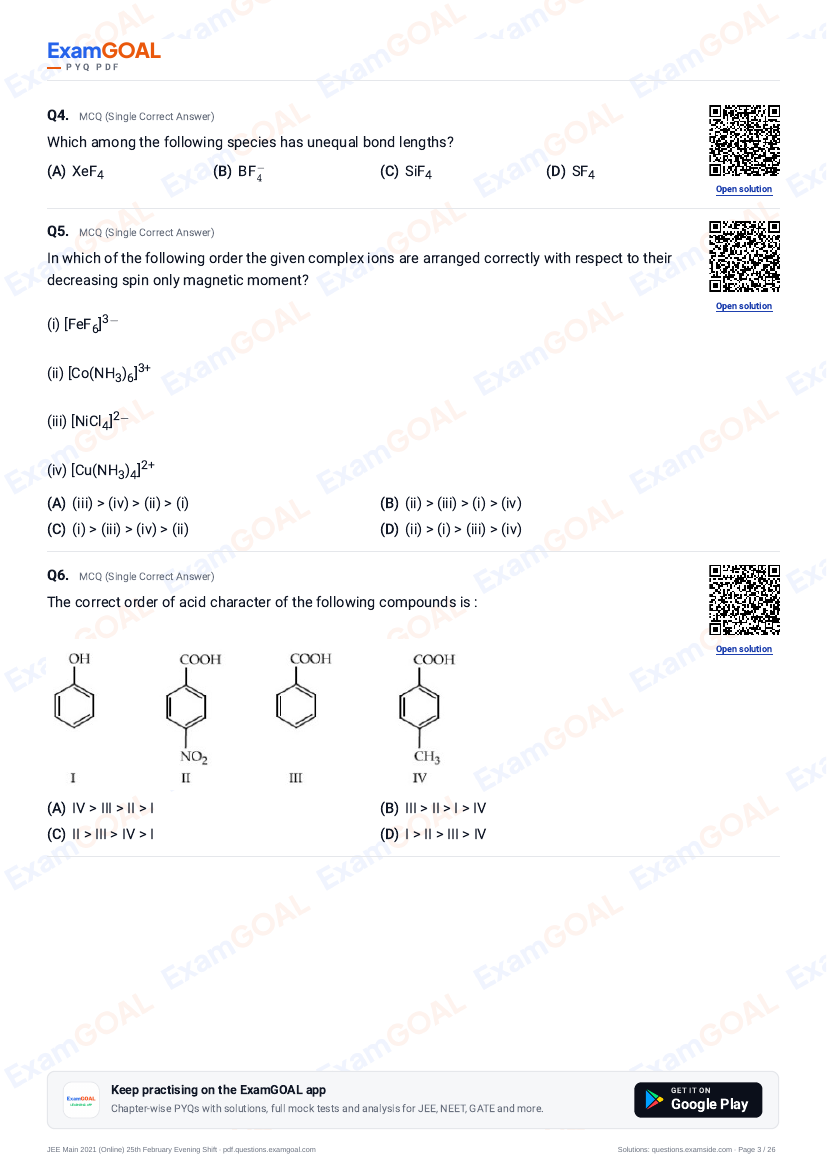 ExamGOAL
PYQ PDF
Q4. MCQ (Single Correct Answer)
Which among the following species has unequal bond lengths?
(A) XeF4 (B) BF4− (C) SiF4 (D) SF4
Open solution
Q5. MCQ (Single Correct Answer)
In which of the following order the given complex ions are arranged correctly with respect to their
decreasing spin only magnetic moment?
Open solution
(i) [FeF6]3−
(ii) [Co(NH3)6]3+
(iii) [NiCl4]2−
(iv) [Cu(NH3)4]2+
(A) (iii) > (iv) > (ii) > (i) (B) (ii) > (iii) > (i) > (iv)
(C) (i) > (iii) > (iv) > (ii) (D) (ii) > (i) > (iii) > (iv)
Q6. MCQ (Single Correct Answer)
The correct order of acid character of the following compounds is :
Open solution
OH COOH COOH COOH
NO2 CH3
I II III IV
(A) IV > III > II > I (B) III > II > I > IV
(C) II > III > IV > I (D) I > II > III > IV
ExamGOAL
Keep practising on the ExamGOAL app
Chapter-wise PYQs with solutions, full mock tests and analysis for JEE, NEET, GATE and more.
GET IT ON
Google Play
JEE Main 2021 (Online) 25th February Evening Shift · pdf.questions.examgoal.com Solutions: questions.examside.com · Page 3 / 26